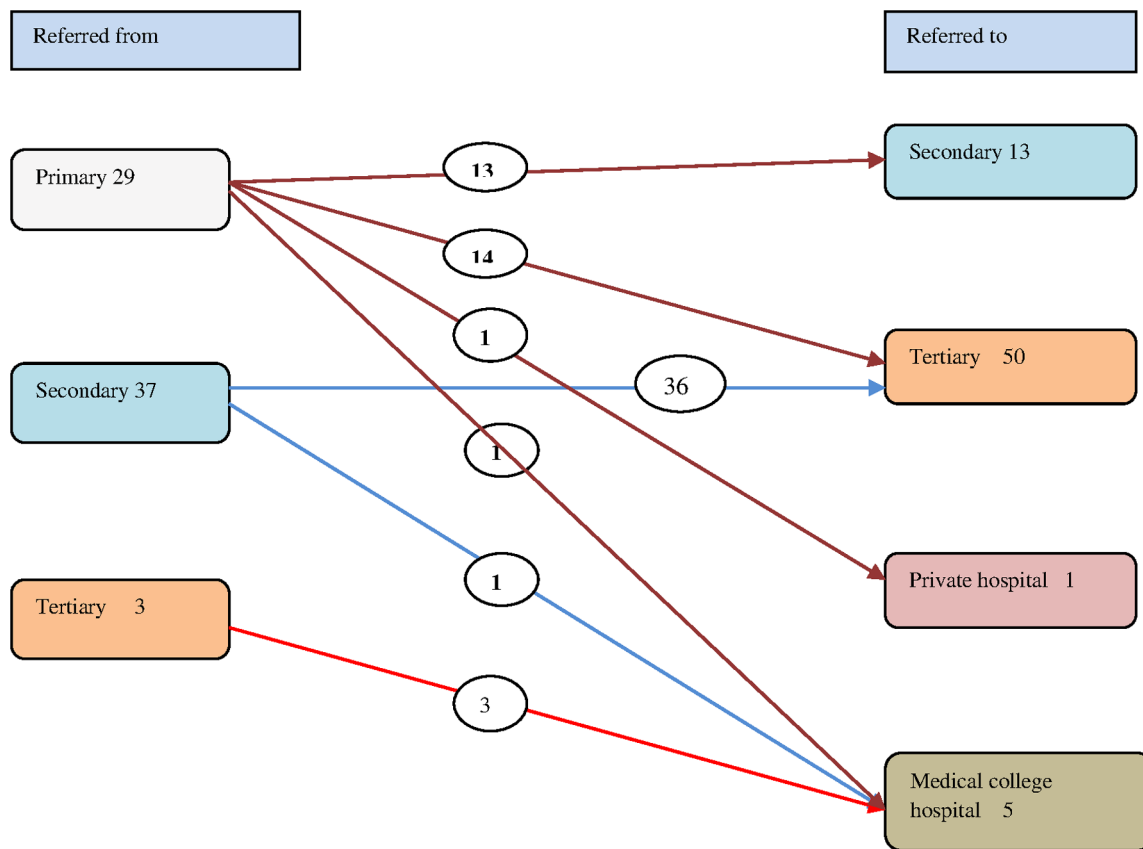 Referred from
Referred to
Primary 29
13
Secondary 13
14
1
Tertiary 50
Secondary 37
36
1
1
Private hospital 1
Tertiary 3
3
Medical college
hospital 5